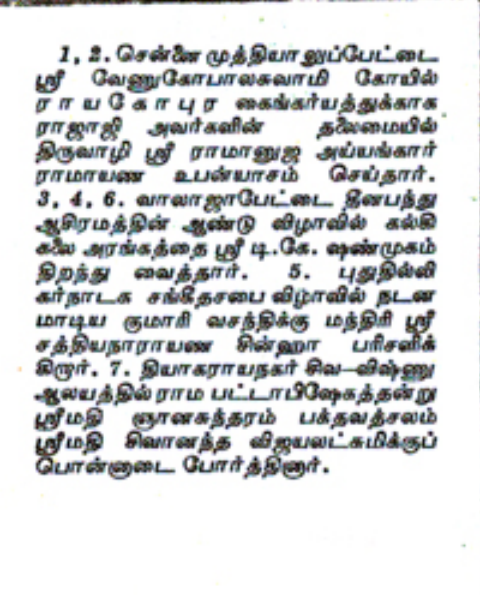 1, 2. சென்னை முத்தியாலுப்பேட்டை
ஸ்ரீ வேணுகோபாலசுவாமி கோயில்
ராயகோபுர கைங்கர்யத்துக்காக
ராஜாஜி அவர்களின் தலைமையில்
திருவாழி ஸ்ரீ ராமானுஜ அய்யங்கார்
ராமாயண உபன்யாசம் செய்தார்.
3, 4, 6. வாலாஜாபேட்டை தீனபந்து
ஆசிரமத்தின் ஆண்டு விழாவில் கல்கி
கலை அரங்கத்தை ஸ்ரீ டி.கே. ஷண்முகம்
திறந்து வைத்தார். 5. புதுதில்லி
கர்நாடக சங்கீதசபை விழாவில் நடன
மாடிய குமாரி வசந்திக்கு மந்திரி ஸ்ரீ
சத்தியநாராயண சின்ஹா பரிசளிக்
கிறார். 7. தியாகராயநகர் சிவ–விஷ்ணு
ஆலயத்தில் ராம பட்டாபிஷேகத்தன்று
ஸ்ரீமதி ஞானசுந்தரம் பக்தவத்சலம்
ஸ்ரீமதி சிவானந்த விஜயலட்சுமிக்குப்
பொன்னாடை போர்த்தினார்.